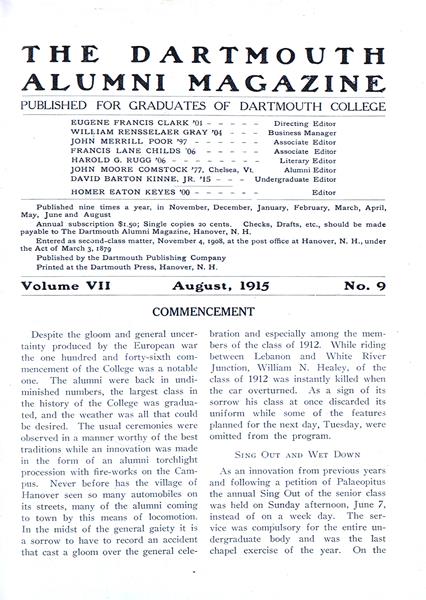 THE DARTMOUTH
ALUMNI MAGAZINE
PUBLISHED FOR GRADUATES OF DARTMOUTH COLLEGE
EUGENE FRANCIS CLARK '01 - - - - - Directing Editor
WILLIAM RENSSELAER GRAY '04 - - - Business Manager
JOHN MERRILL POOR '97 - - - - - Associate Editor
FRANCIS LANE CHILDS '06 - - - - Associate Editor
HAROLD G. RUGG '06 - - - - - - Literary Editor
JOHN MOORE COMSTOCK '77, Chelsea, Vt. Alumni Editor
DAVID BARTON KINNE, JR. '15 - - - Undergraduate Editor
HOMER EATON KEYES '00 - - - - - - Editor
Published nine times a year, in November, December, January, February, March, April,
May, June and August
Annual subscription $1.50; Single copies 20 cents. Checks, Drafts, etc., should be made
payable to The Dartmouth Alumni Magazine, Hanover, N. H.
Entered as second-class matter, November 4, 1908, at the post office at Hanover, N. H., under
the Act of March 3, 1879
Published by the Dartmouth Publishing Company
Printed at the Dartmouth Press, Hanover, N. H.
Volume VII August, 1915 No. 9
COMMENCEMENT
Despite the gloom and general uncer-
tainty produced by the European war
the one hundred and forty-sixth com-
mencement of the College was a notable
one. The alumni were back in undi-
minished numbers, the largest class in
the history of the College was gradua-
ted, and the weather was all that could
be desired. The usual ceremonies were
observed in a manner worthy of the best
traditions while an innovation was made
in the form of an alumni torchlight
procession with fire-works on the Cam-
pus. Never before has the village of
Hanover seen so many automobiles on
its streets, many of the alumni coming
to town by this means of locomotion.
In the midst of the general gaiety it is
a sorrow to have to record an accident
that cast a gloom over the general cele-
bration and especially among the mem-
bers of the class of 1912. While riding
between Lebanon and White River
Junction, William N. Healey, of the
class of 1912 was instantly killed when
the car overturned. As a sign of its
sorrow his class at once discarded its
uniform while some of the features
planned for the next day, Tuesday, were
omitted from the program.
SING OUT AND WET DOWN
As an innovation from previous years
and following a petition of Palaeopitus
the annual Sing Out of the senior class
was held on Sunday afternoon, June 7,
instead of on a week day. The ser-
vice was compulsory for the entire un-
dergraduate body and was the last
chapel exercise of the year. On the